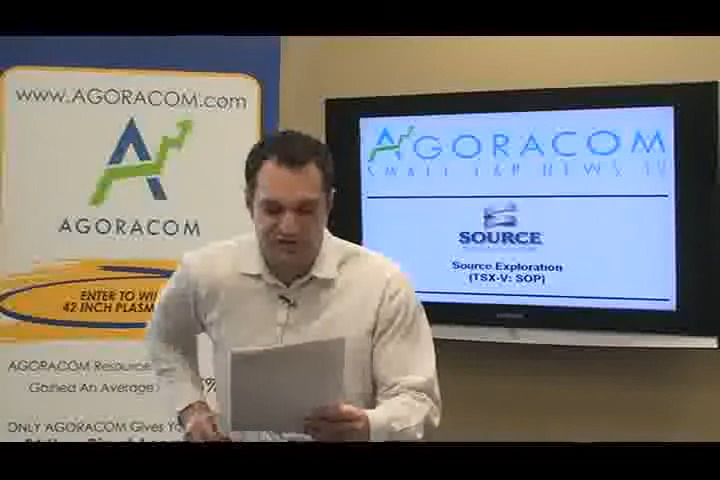 www.AGORACOM.com
AGORACOM
ENTER TO WI
42 INCH PLASM
AGORACOM Resource
Gained An Average
%
ONLY AGORACOM Gives Yo
AGORACOM
SMALL CAP NEWS TV
SOURCE
Source Exploration
(TSX-V: SOP)